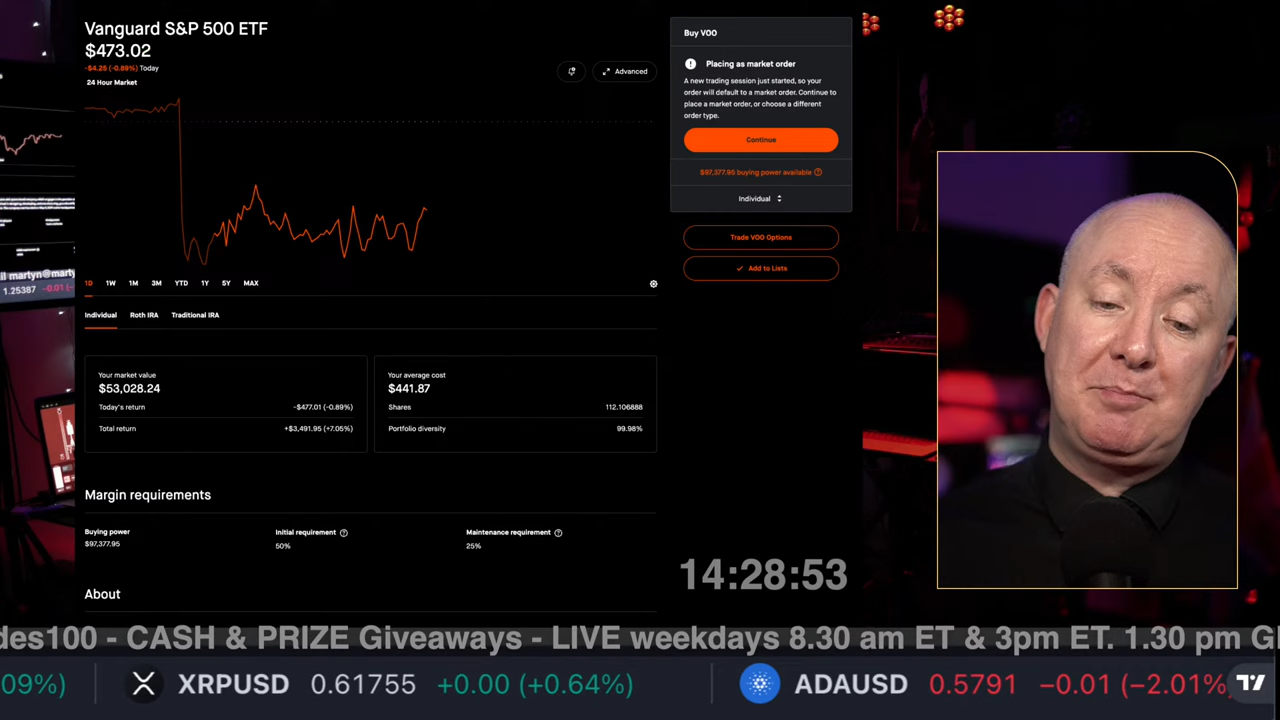 Vanguard S&P 500 ETF
$473.02
-$4.25 (-0.89%) Today
24 Hour Market
Advanced
1D 1W 1M 3M YTD 1Y 5Y MAX
Individual Roth IRA Traditional IRA
Your market value
$53,028.24
Today's return -$477.01 (-0.89%)
Total return +$3,491.95 (+7.05%)
Your average cost
$441.87
Shares 112.106888
Portfolio diversity 99.98%
Margin requirements
Buying power
$97,377.95
Initial requirement
50%
Maintenance requirement
25%
About
Buy VOO
Placing as market order
A new trading session just started, so your
order will default to a market order. Continue to
place a market order, or choose a different
order type.
Continue
$97,377.95 buying power available
Individual
Trade VOO Options
Add to Lists
il martyn@marty
1.25387 -0.01 (
14:28:53
des100 - CASH & PRIZE Giveaways - LIVE weekdays 8.30 am ET & 3pm ET. 1.30 pm G
09%) XRPUSD 0.61755 +0.00 (+0.64%) ADAUSD 0.5791 −0.01 (−2.01%)